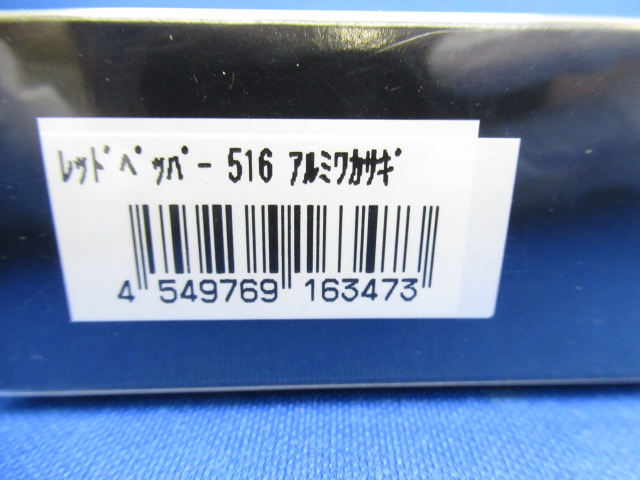 ﾚｯﾄﾞﾍﾟｯﾊﾟｰ 516 ｱﾙﾐﾜｶｻｷﾞ
4 549769 163473